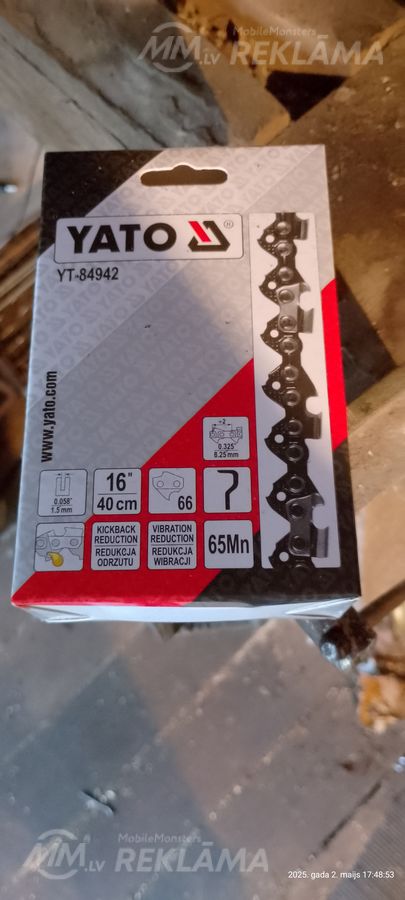 MobileMonsters
MM.lv REKLĀMA
YATO
YT-84942
www.yato.com
÷2
0.325"
8.25mm
0.058"
1.5mm
16"
40 cm
66
KICKBACK
REDUCTION
REDUKCJA
ODRZUTU
VIBRATION
REDUCTION
REDUKCJA
WIBRACJI
65Mn
MobileMonsters
MM.lv REKLĀMA
2025. gada 2. maijs 17:48:53